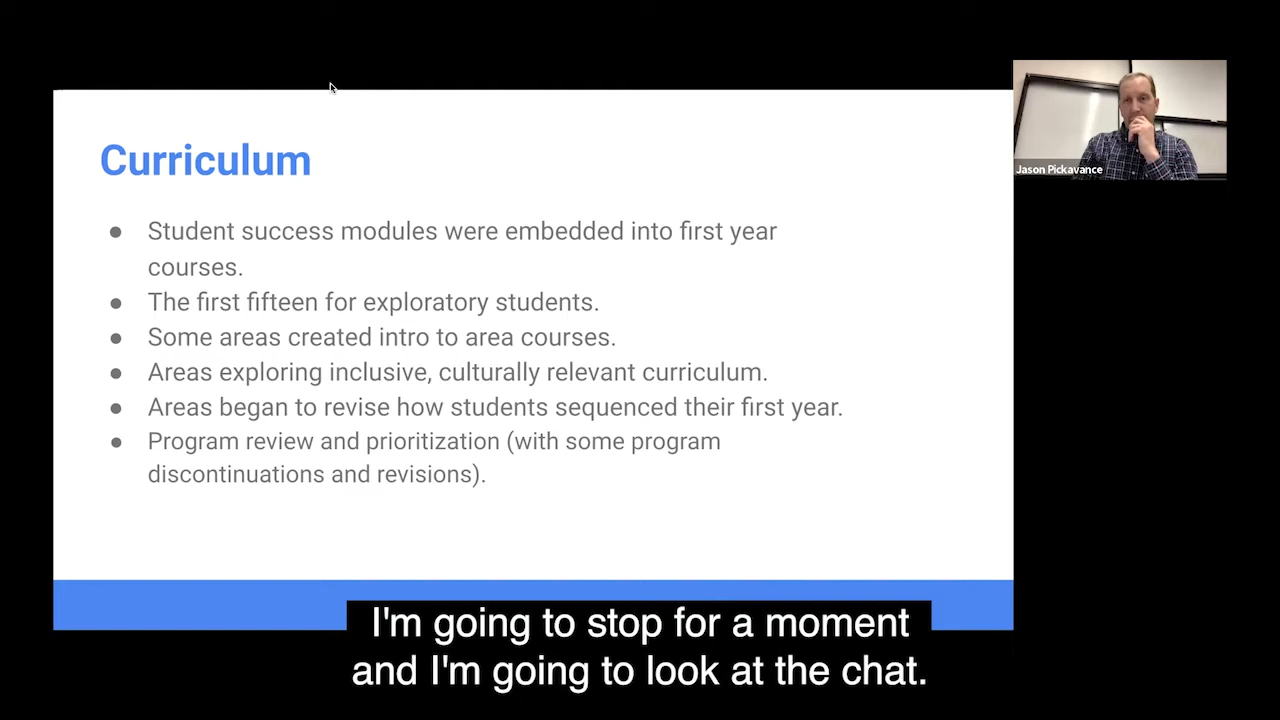 Curriculum
Jason Pickavance
● Student success modules were embedded into first year
courses.
● The first fifteen for exploratory students.
● Some areas created intro to area courses.
● Areas exploring inclusive, culturally relevant curriculum.
● Areas began to revise how students sequenced their first year.
● Program review and prioritization (with some program
discontinuations and revisions).
I'm going to stop for a moment
and I'm going to look at the chat.